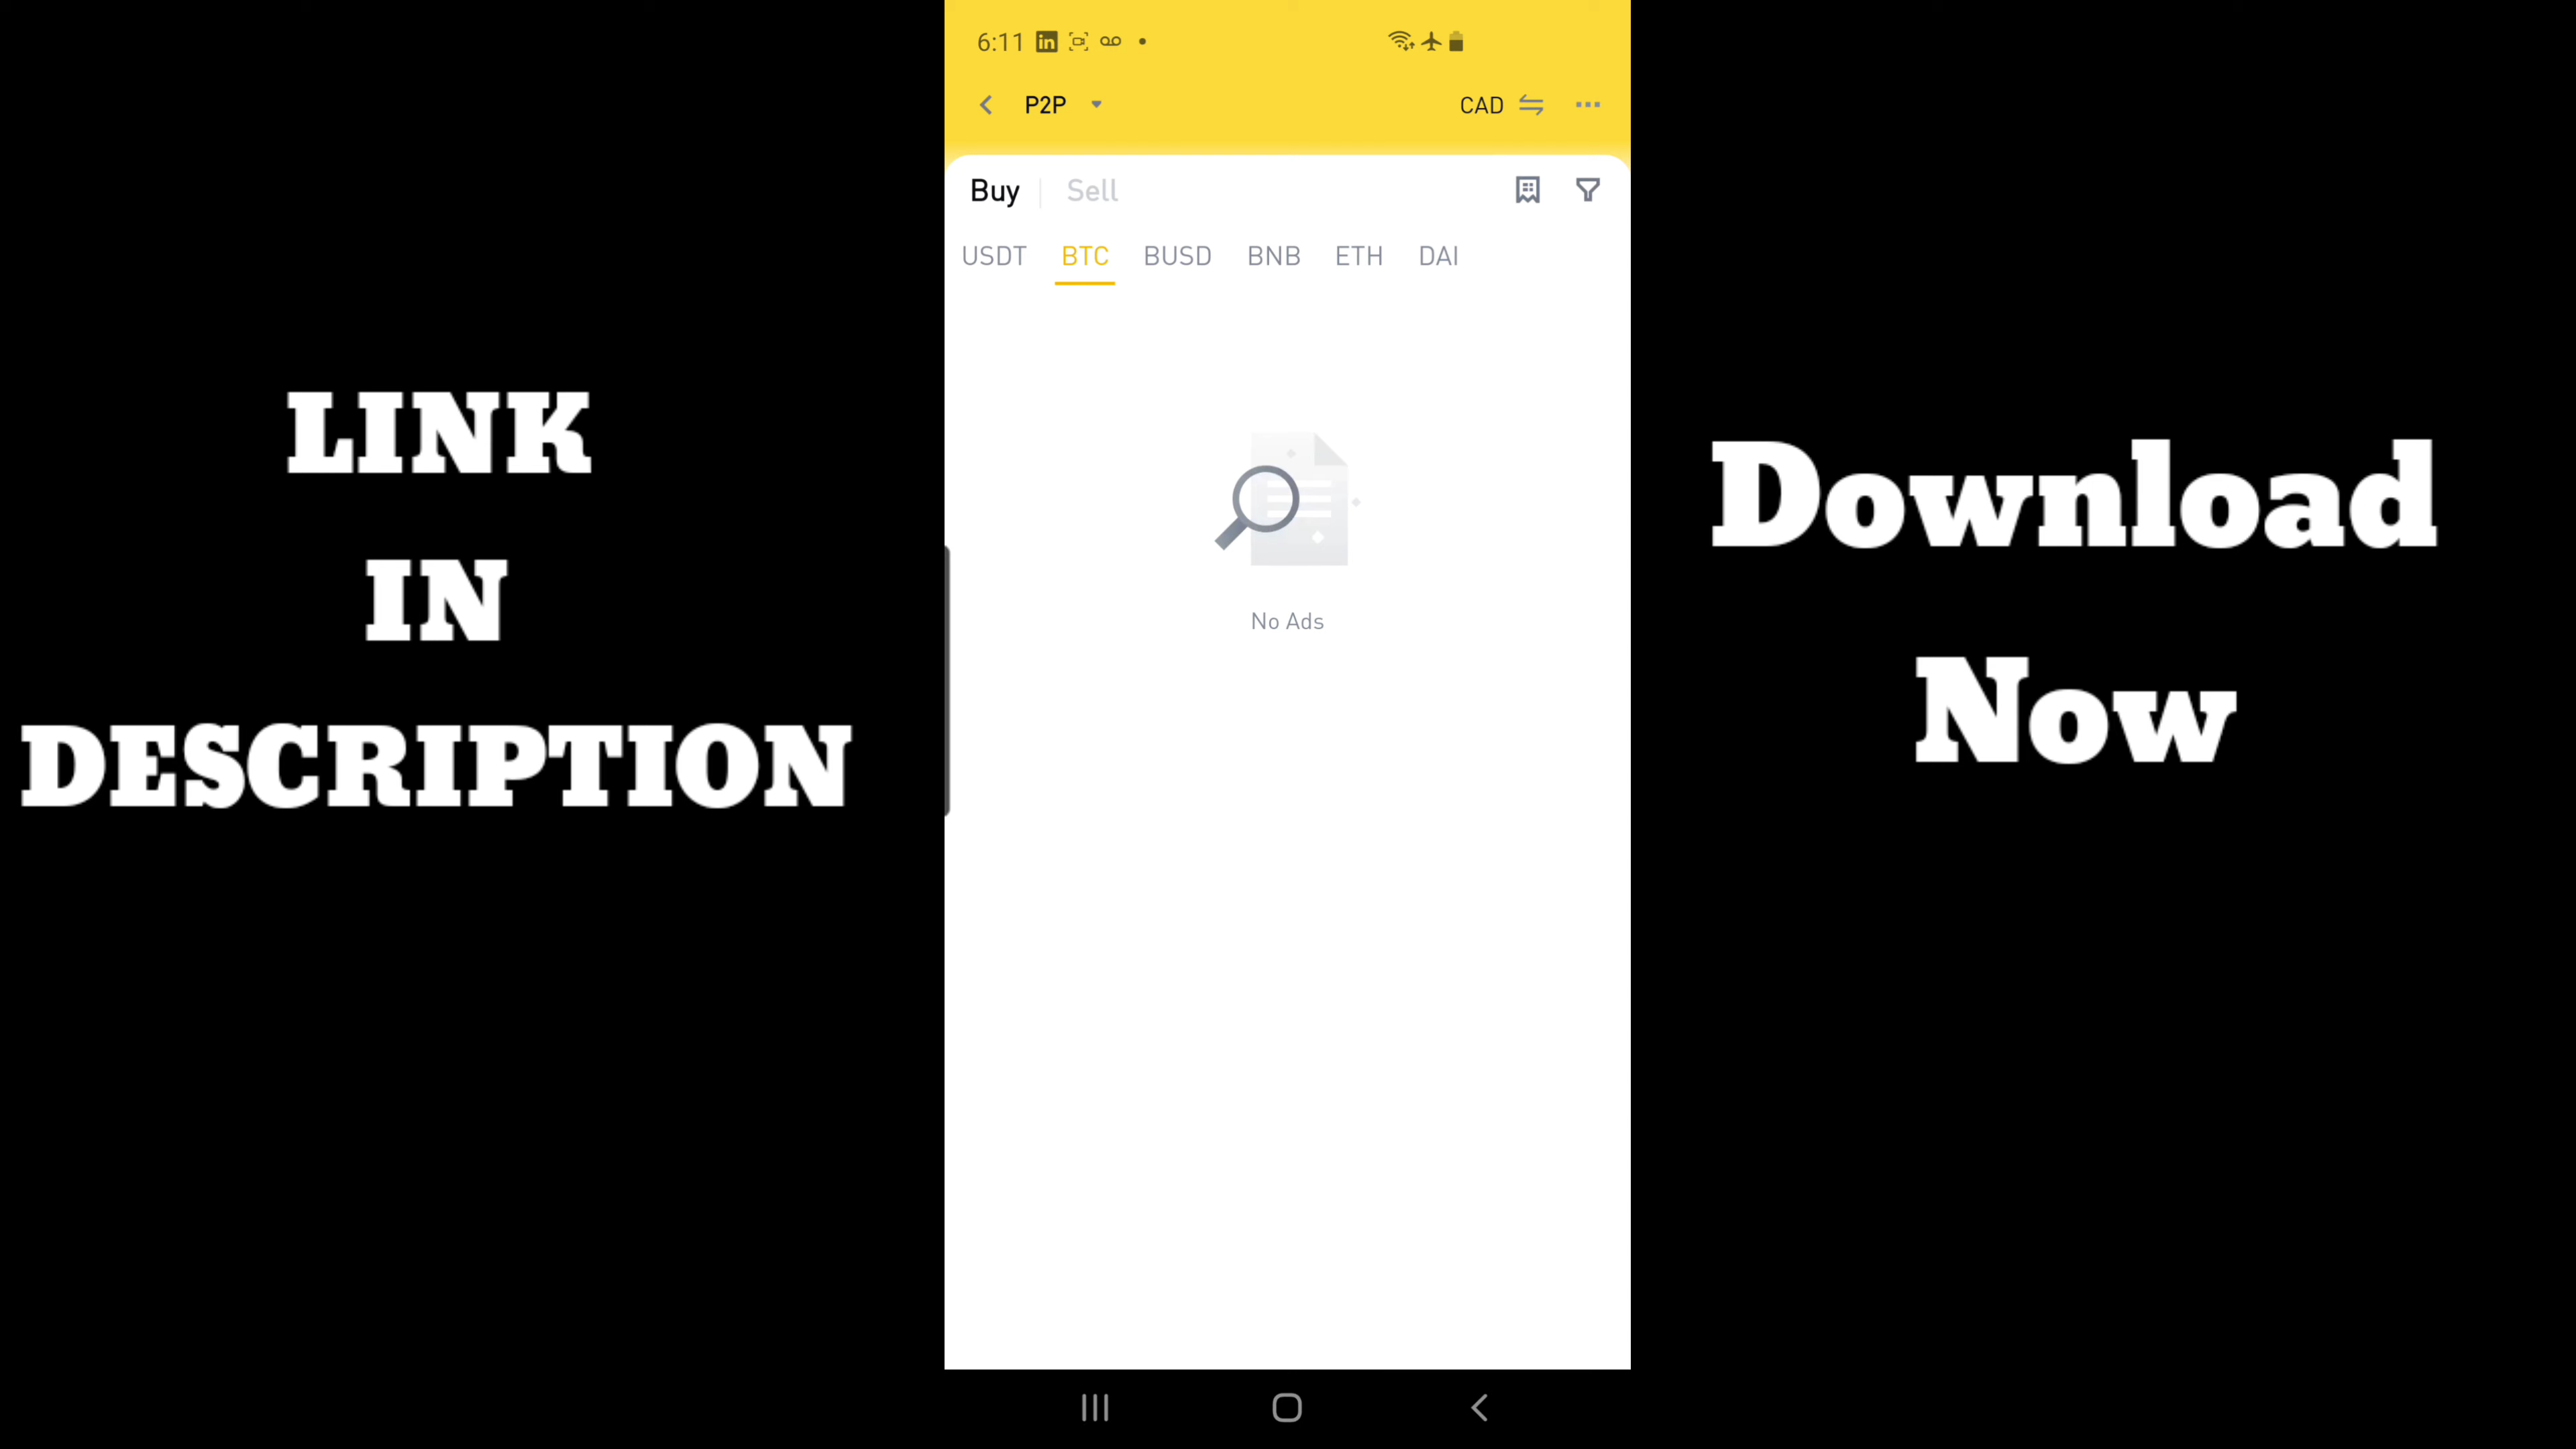 6:11
P2P
CAD
Buy
Sell
USDT BTC BUSD BNB ETH DAI
No Ads
LINK
IN
DESCRIPTION
Download
Now